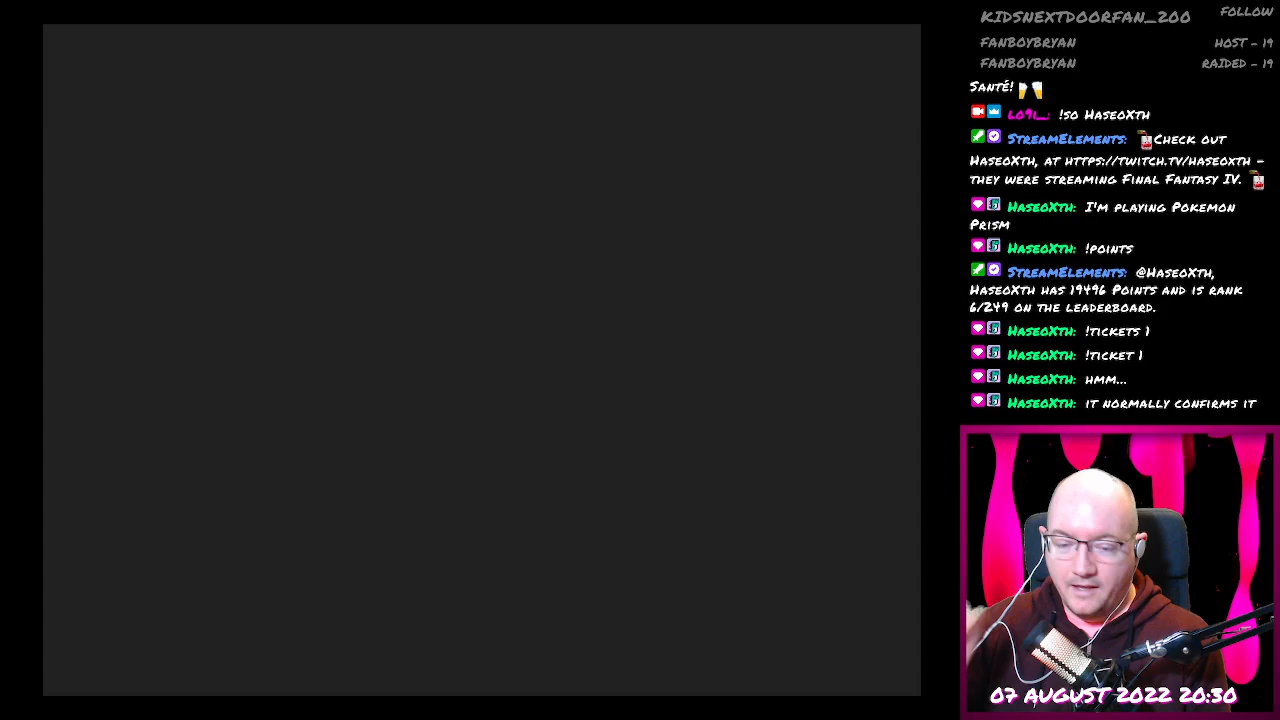 KIDSNEXTDOORFAN_200 FOLLOW
FANBOYBRYAN HOST - 19
FANBOYBRYAN RAIDED - 19
SANTÉ!
LO9I_: !SO HASEOXTH
STREAMELEMENTS: CHECK OUT
HASEOXTH, AT HTTPS://TWITCH.TV/HASEOXTH -
THEY WERE STREAMING FINAL FANTASY IV.
HASEOXTH: I'M PLAYING POKEMON
PRISM
HASEOXTH: !POINTS
STREAMELEMENTS: @HASEOXTH,
HASEOXTH HAS 19496 POINTS AND IS RANK
6/249 ON THE LEADERBOARD.
HASEOXTH: !TICKETS 1
HASEOXTH: !TICKET 1
HASEOXTH: HMM...
HASEOXTH: IT NORMALLY CONFIRMS IT
07 AUGUST 2022 20:30